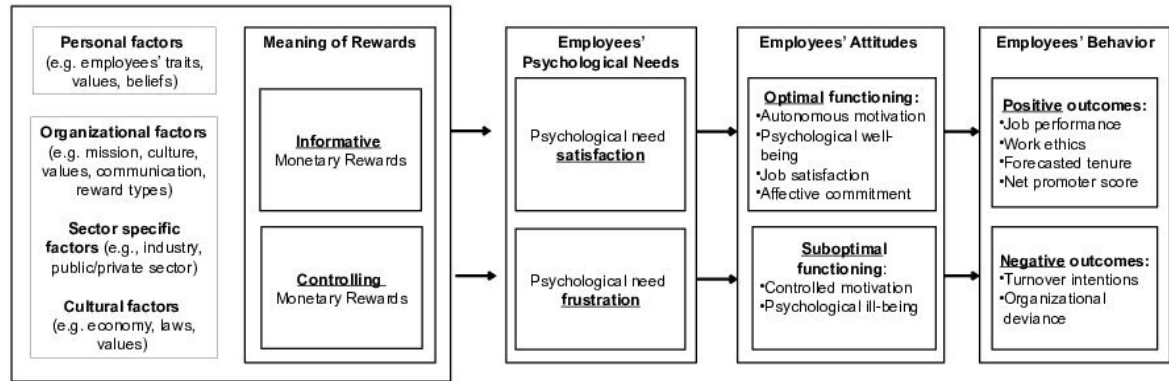 Personal factors
(e.g. employees' traits,
values, beliefs)
Organizational factors
(e.g. mission, culture,
values, communication,
reward types)
Sector specific
factors (e.g., industry,
public/private sector)
Cultural factors
(e.g. economy, laws,
values)
Meaning of Rewards
Informative
Monetary Rewards
Controlling
Monetary Rewards
Employees'
Psychological Needs
Psychological need
satisfaction
Psychological need
frustration
Employees' Attitudes
Optimal functioning:
•Autonomous motivation
•Psychological well-
being
•Job satisfaction
•Affective commitment
Suboptimal
functioning:
•Controlled motivation
•Psychological ill-being
Employees' Behavior
Positive outcomes:
•Job performance
•Work ethics
•Forecasted tenure
•Net promoter score
Negative outcomes:
•Turnover intentions
•Organizational
deviance